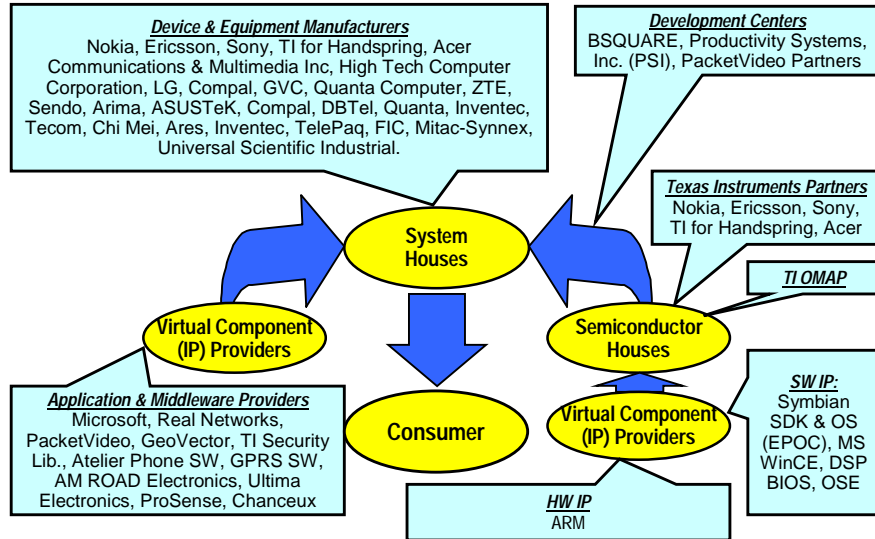 Device & Equipment Manufacturers
Nokia, Ericsson, Sony, TI for Handspring, Acer
Communications & Multimedia Inc, High Tech Computer
Corporation, LG, Compal, GVC, Quanta Computer, ZTE,
Sendo, Arima, ASUSTeK, Compal, DBTel, Quanta, Inventec,
Tecom, Chi Mei, Ares, Inventec, TelePaq, FIC, Mitac-Synnex,
Universal Scientific Industrial.
Development Centers
BSQUARE, Productivity Systems,
Inc. (PSI), PacketVideo Partners
Texas Instruments Partners
Nokia, Ericsson, Sony,
TI for Handspring, Acer
System
Houses
TI OMAP
Virtual Component
(IP) Providers
Semiconductor
Houses
Application & Middleware Providers
Microsoft, Real Networks,
PacketVideo, GeoVector, TI Security
Lib., Atelier Phone SW, GPRS SW,
AM ROAD Electronics, Ultima
Electronics, ProSense, Chanceux
Consumer
Virtual Component
(IP) Providers
SW IP:
Symbian
SDK & OS
(EPOC), MS
WinCE, DSP
BIOS, OSE
HW IP
ARM